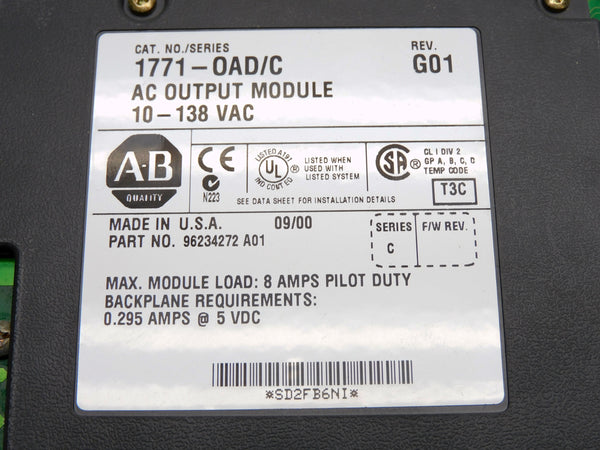 CAT. NO./SERIES REV.
1771-OAD/C G01
AC OUTPUT MODULE
10-138 VAC
A-B
QUALITY
CE
N223
LISTED A197
UL
®
IND CONT EQ
LISTED WHEN
USED WITH
LISTED SYSTEM
SA
®
CL I DIV 2
GP A, B, C, D
TEMP CODE
T3C
SEE DATA SHEET FOR INSTALLATION DETAILS
MADE IN U.S.A. 09/00
PART NO. 96234272 A01
SERIES F/W REV.
C
MAX. MODULE LOAD: 8 AMPS PILOT DUTY
BACKPLANE REQUIREMENTS:
0.295 AMPS @ 5 VDC
*SD2FB6NI*